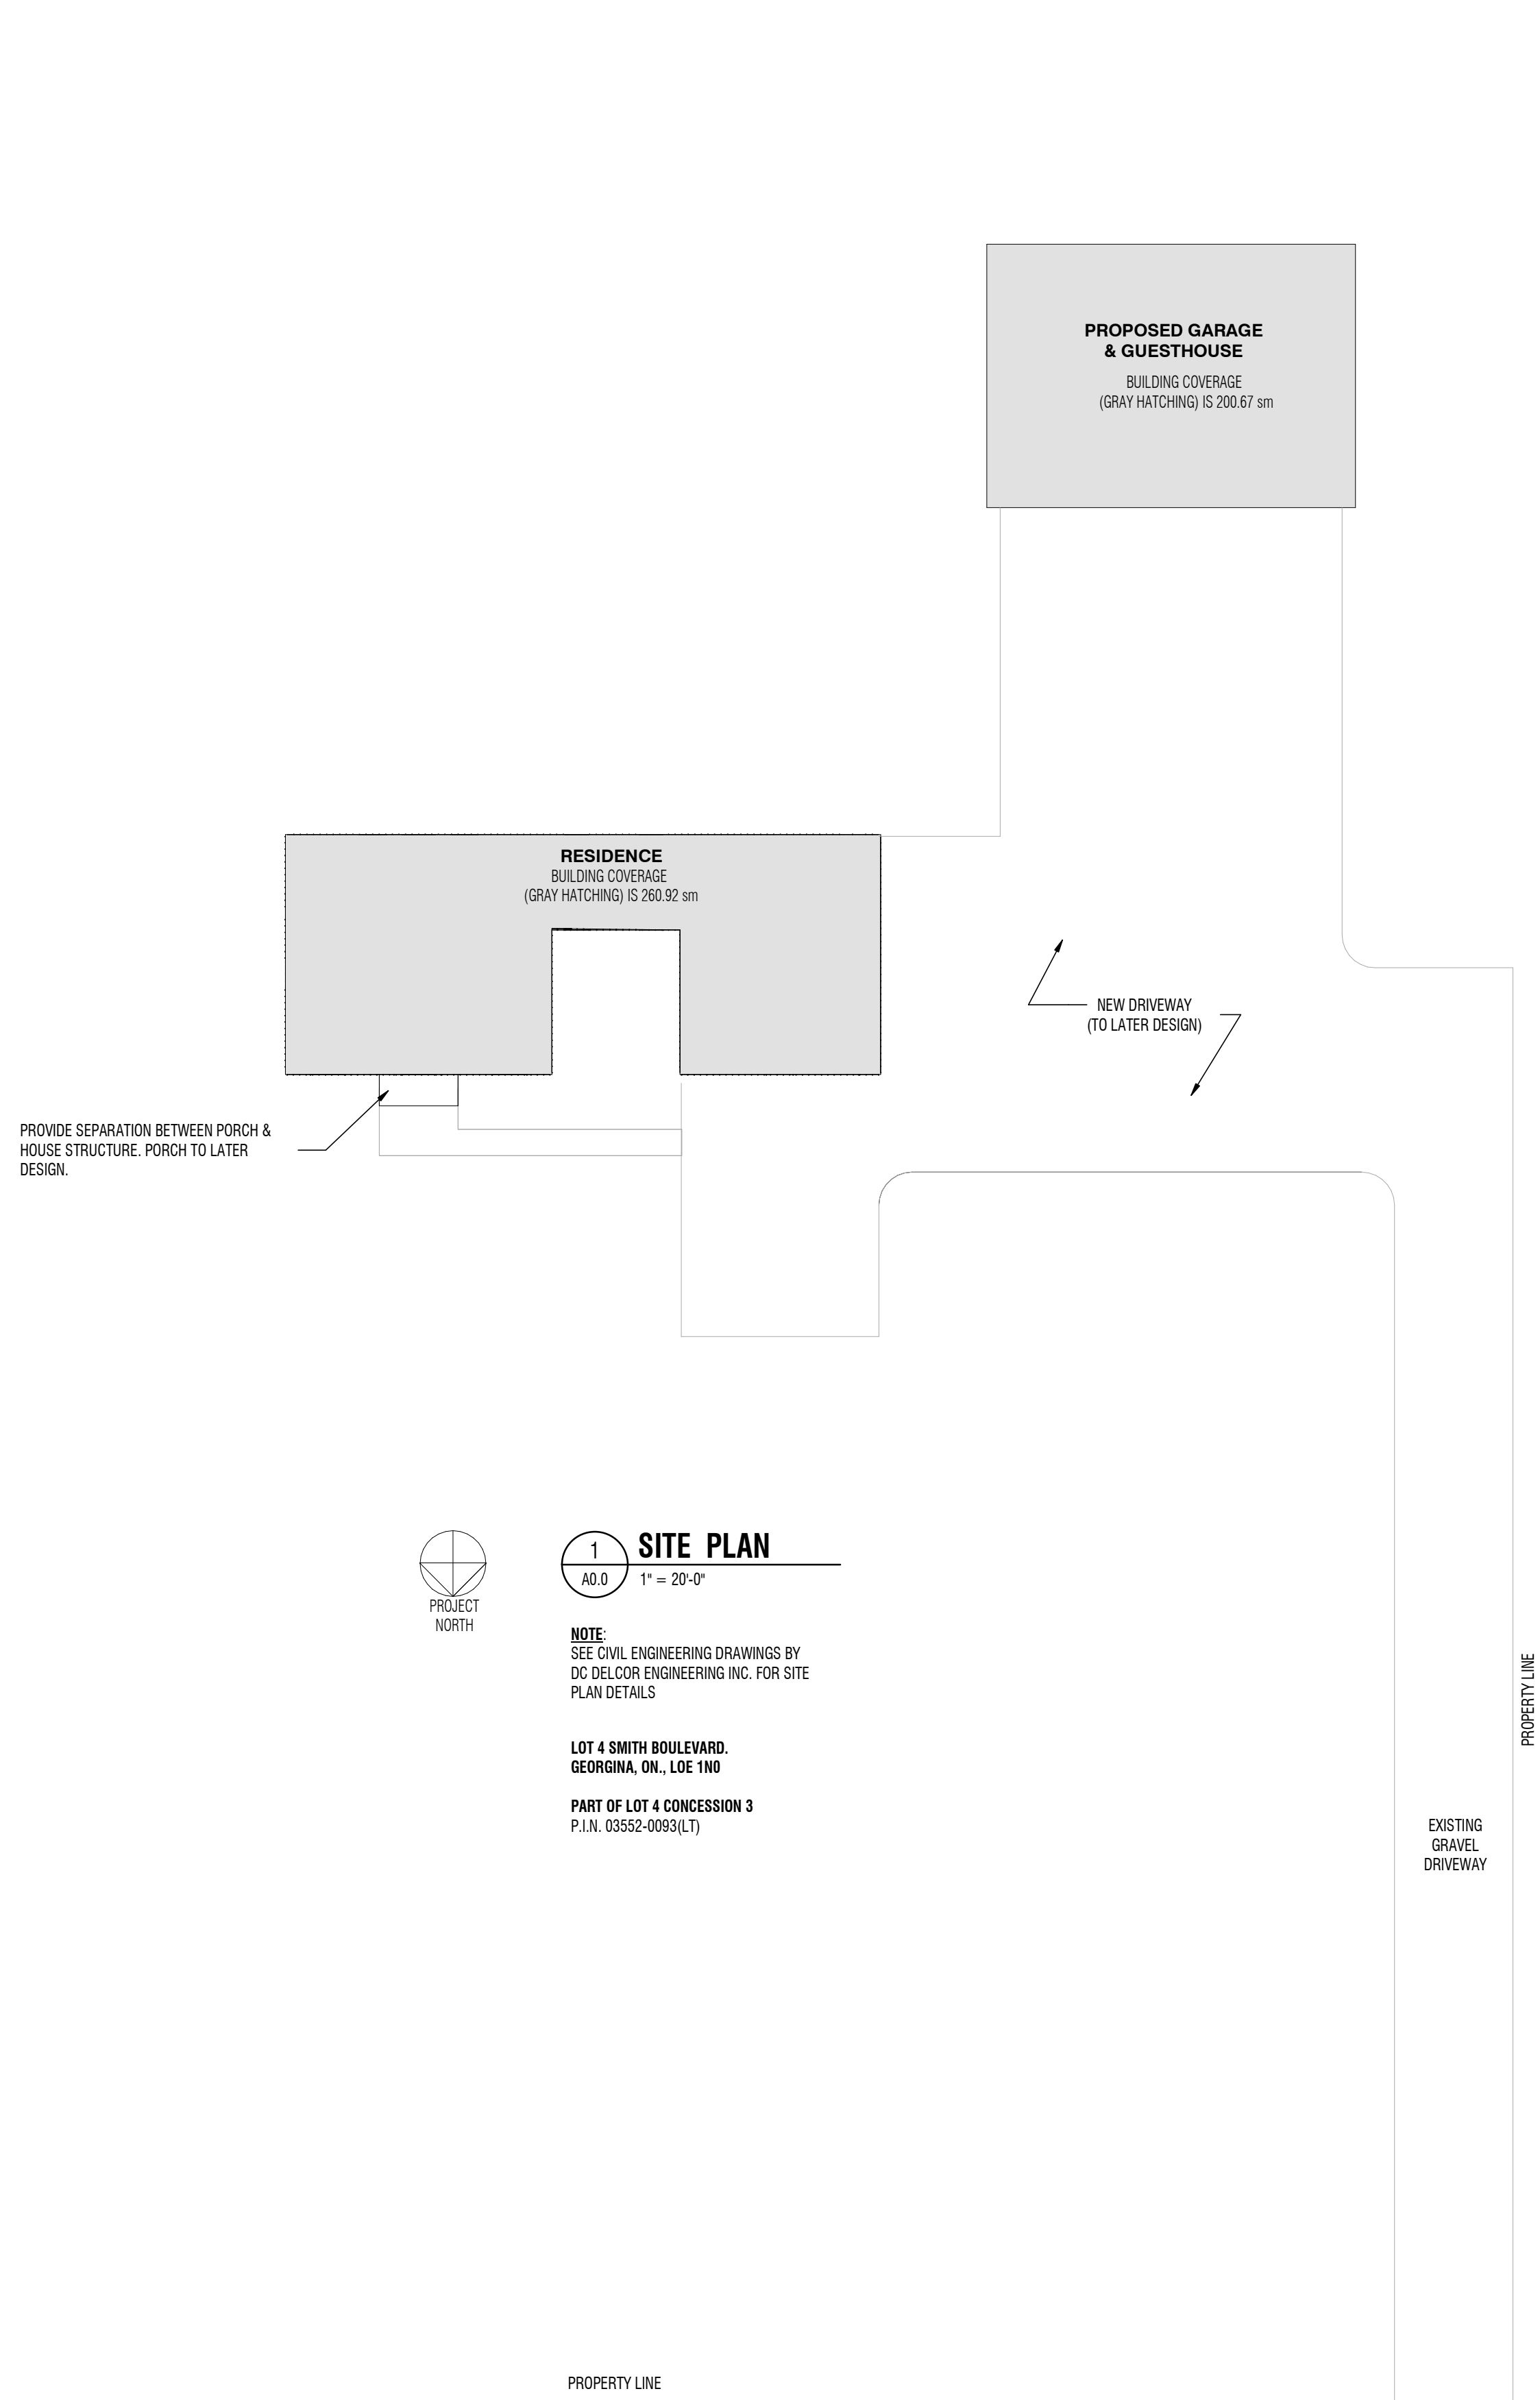 PROPOSED GARAGE
& GUESTHOUSE
BUILDING COVERAGE
(GRAY HATCHING) IS 200.67 sm
RESIDENCE
BUILDING COVERAGE
(GRAY HATCHING) IS 260.92 sm
NEW DRIVEWAY
(TO LATER DESIGN)
PROVIDE SEPARATION BETWEEN PORCH &
HOUSE STRUCTURE. PORCH TO LATER
DESIGN.
PROJECT
NORTH
1
A0.0
SITE PLAN
1" = 20'-0"
NOTE:
SEE CIVIL ENGINEERING DRAWINGS BY
DC DELCOR ENGINEERING INC. FOR SITE
PLAN DETAILS
LOT 4 SMITH BOULEVARD.
GEORGINA, ON., LOE 1N0
PART OF LOT 4 CONCESSION 3
P.I.N. 03552-0093(LT)
PROPERTY LINE
EXISTING
GRAVEL
DRIVEWAY
PROPERTY LINE